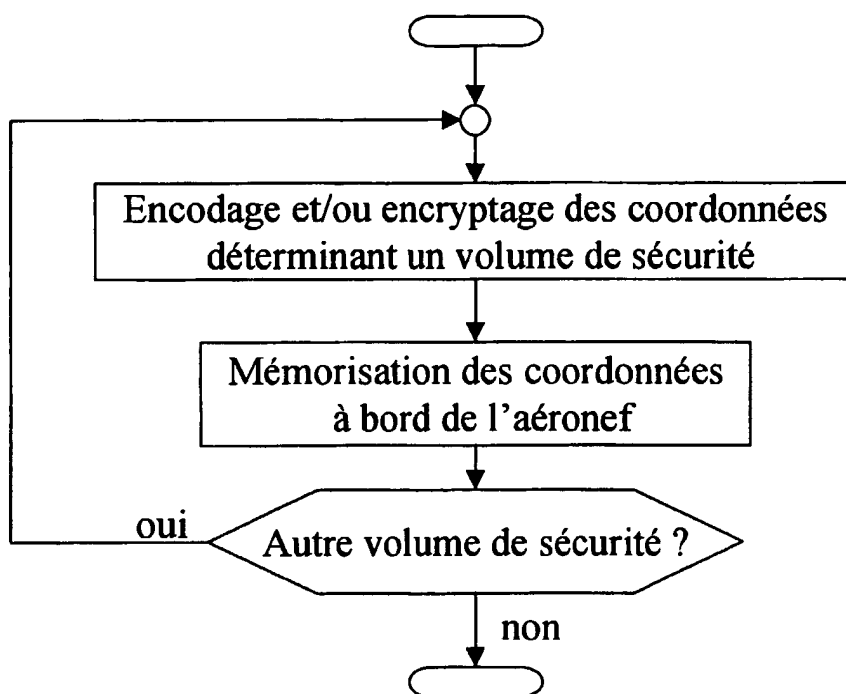 Encodage et/ou encryptage des coordonnées
déterminant un volume de sécurité
Mémorisation des coordonnées
à bord de l'aéronef
oui
Autre volume de sécurité ?
non